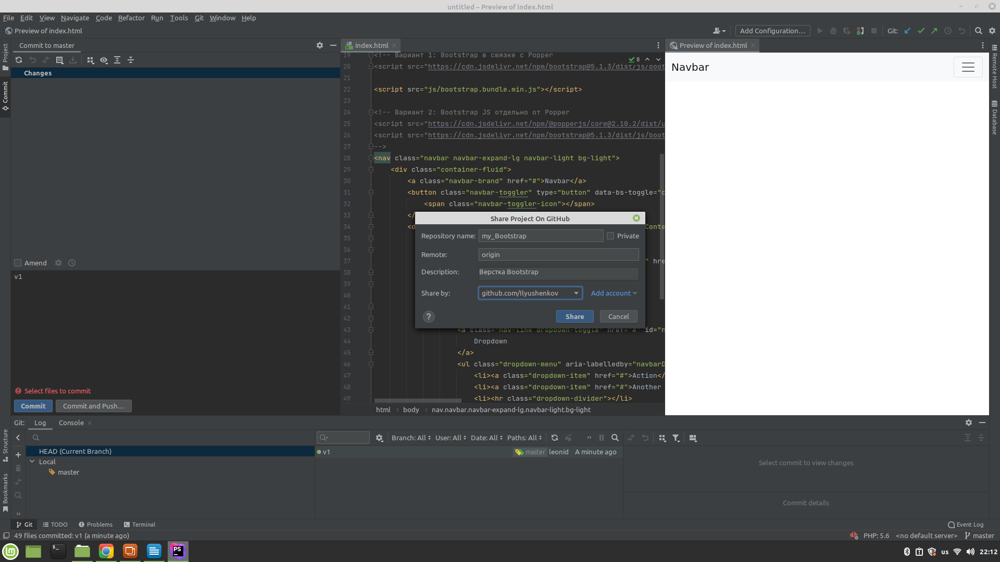 untitled – Preview of index.html
File Edit View Navigate Code Refactor Run Tools Git Window Help
Preview of index.html
Add Configuration...
Git:
Project
Commit
Structure
Bookmarks
Commit to master
Changes
Amend
v1
Select files to commit
Commit
Commit and Push...
index.html
8
19 <!-- Вариант 1: Bootstrap в связке с Popper
20 <script src="https://cdn.jsdelivr.net/npm/bootstrap@5.1.3/dist/js/boot
21
22 <script src="js/bootstrap.bundle.min.js"></script>
23
24 <!-- Вариант 2: Bootstrap JS отдельно от Popper
25 <script src="https://cdn.jsdelivr.net/npm/@popperjs/core@2.10.2/dist/u
26 <script src="https://cdn.jsdelivr.net/npm/bootstrap@5.1.3/dist/js/boot
27 -->
28 <nav class="navbar navbar-expand-lg navbar-light bg-light">
29 <div class="container-fluid">
30 <a class="navbar-brand" href="#">Navbar</a>
31 <button class="navbar-toggler" type="button" data-bs-toggle="c
32 <span class="navbar-toggler-icon"></span>
33 </
34 <d Conte
35
36
37 " hre
38
39
40
41
42
43 <a class="nav-link dropdown-toggle" href="#" id="n
44 Dropdown
45 </a>
46 <ul class="dropdown-menu" aria-labelledby="navbarD
47 <li><a class="dropdown-item" href="#">Action</
48 <li><a class="dropdown-item" href="#">Another
49 <li><hr class="dropdown-divider"></li>
html › body › nav.navbar.navbar-expand-lg.navbar-light.bg-light
Share Project On GitHub
Repository name: my_Bootstrap Private
Remote: origin
Description: Верстка Bootstrap
Share by: github.com/Ilyushenkov Add account
? Share Cancel
Preview of index.html
Navbar
Remote Host
Database
Git: Log Console
Branch: All User: All Date: All Paths: All
HEAD (Current Branch)
Local
master
v1 master leonid A minute ago
Select commit to view changes
Commit details
Git TODO Problems Terminal
Event Log
49 files committed: v1 (a minute ago)
PHP: 5.6 <no default server> master
PS
us 22:12